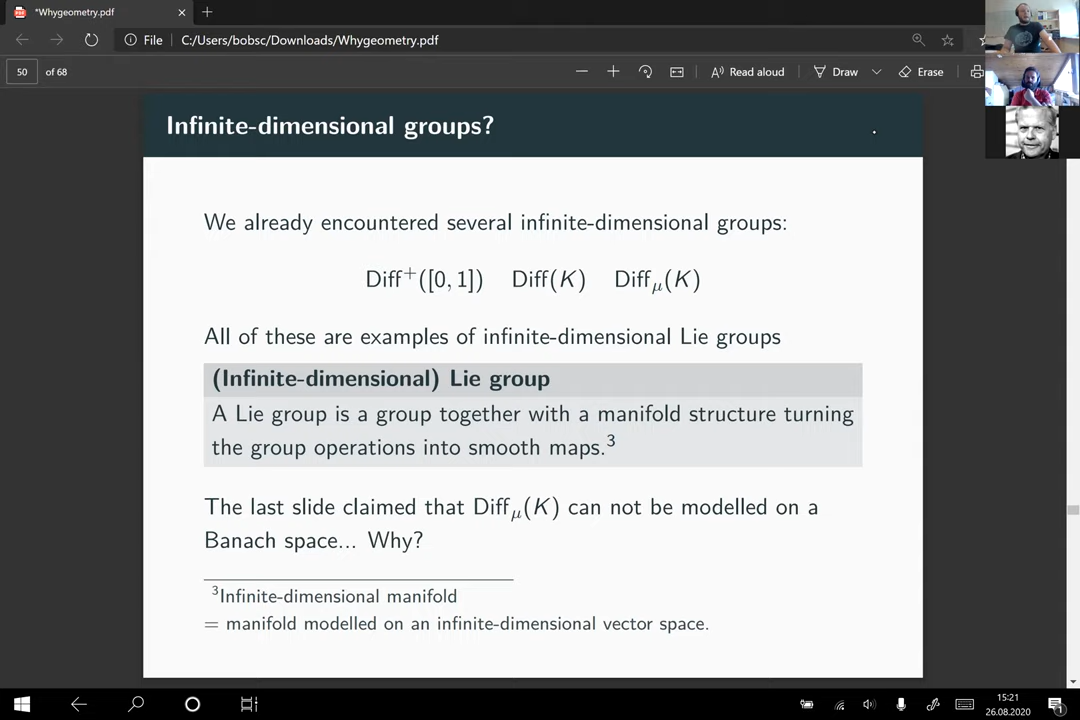 *Whygeometry.pdf
File C:/Users/bobsc/Downloads/Whygeometry.pdf
50 of 68 Read aloud Draw Erase
Infinite-dimensional groups?
We already encountered several infinite-dimensional groups:
Diff⁺([0, 1]) Diff(K) Diffμ(K)
All of these are examples of infinite-dimensional Lie groups
(Infinite-dimensional) Lie group
A Lie group is a group together with a manifold structure turning
the group operations into smooth maps.³
The last slide claimed that Diffμ(K) can not be modelled on a
Banach space... Why?
³Infinite-dimensional manifold
= manifold modelled on an infinite-dimensional vector space.
15:21
26.08.2020